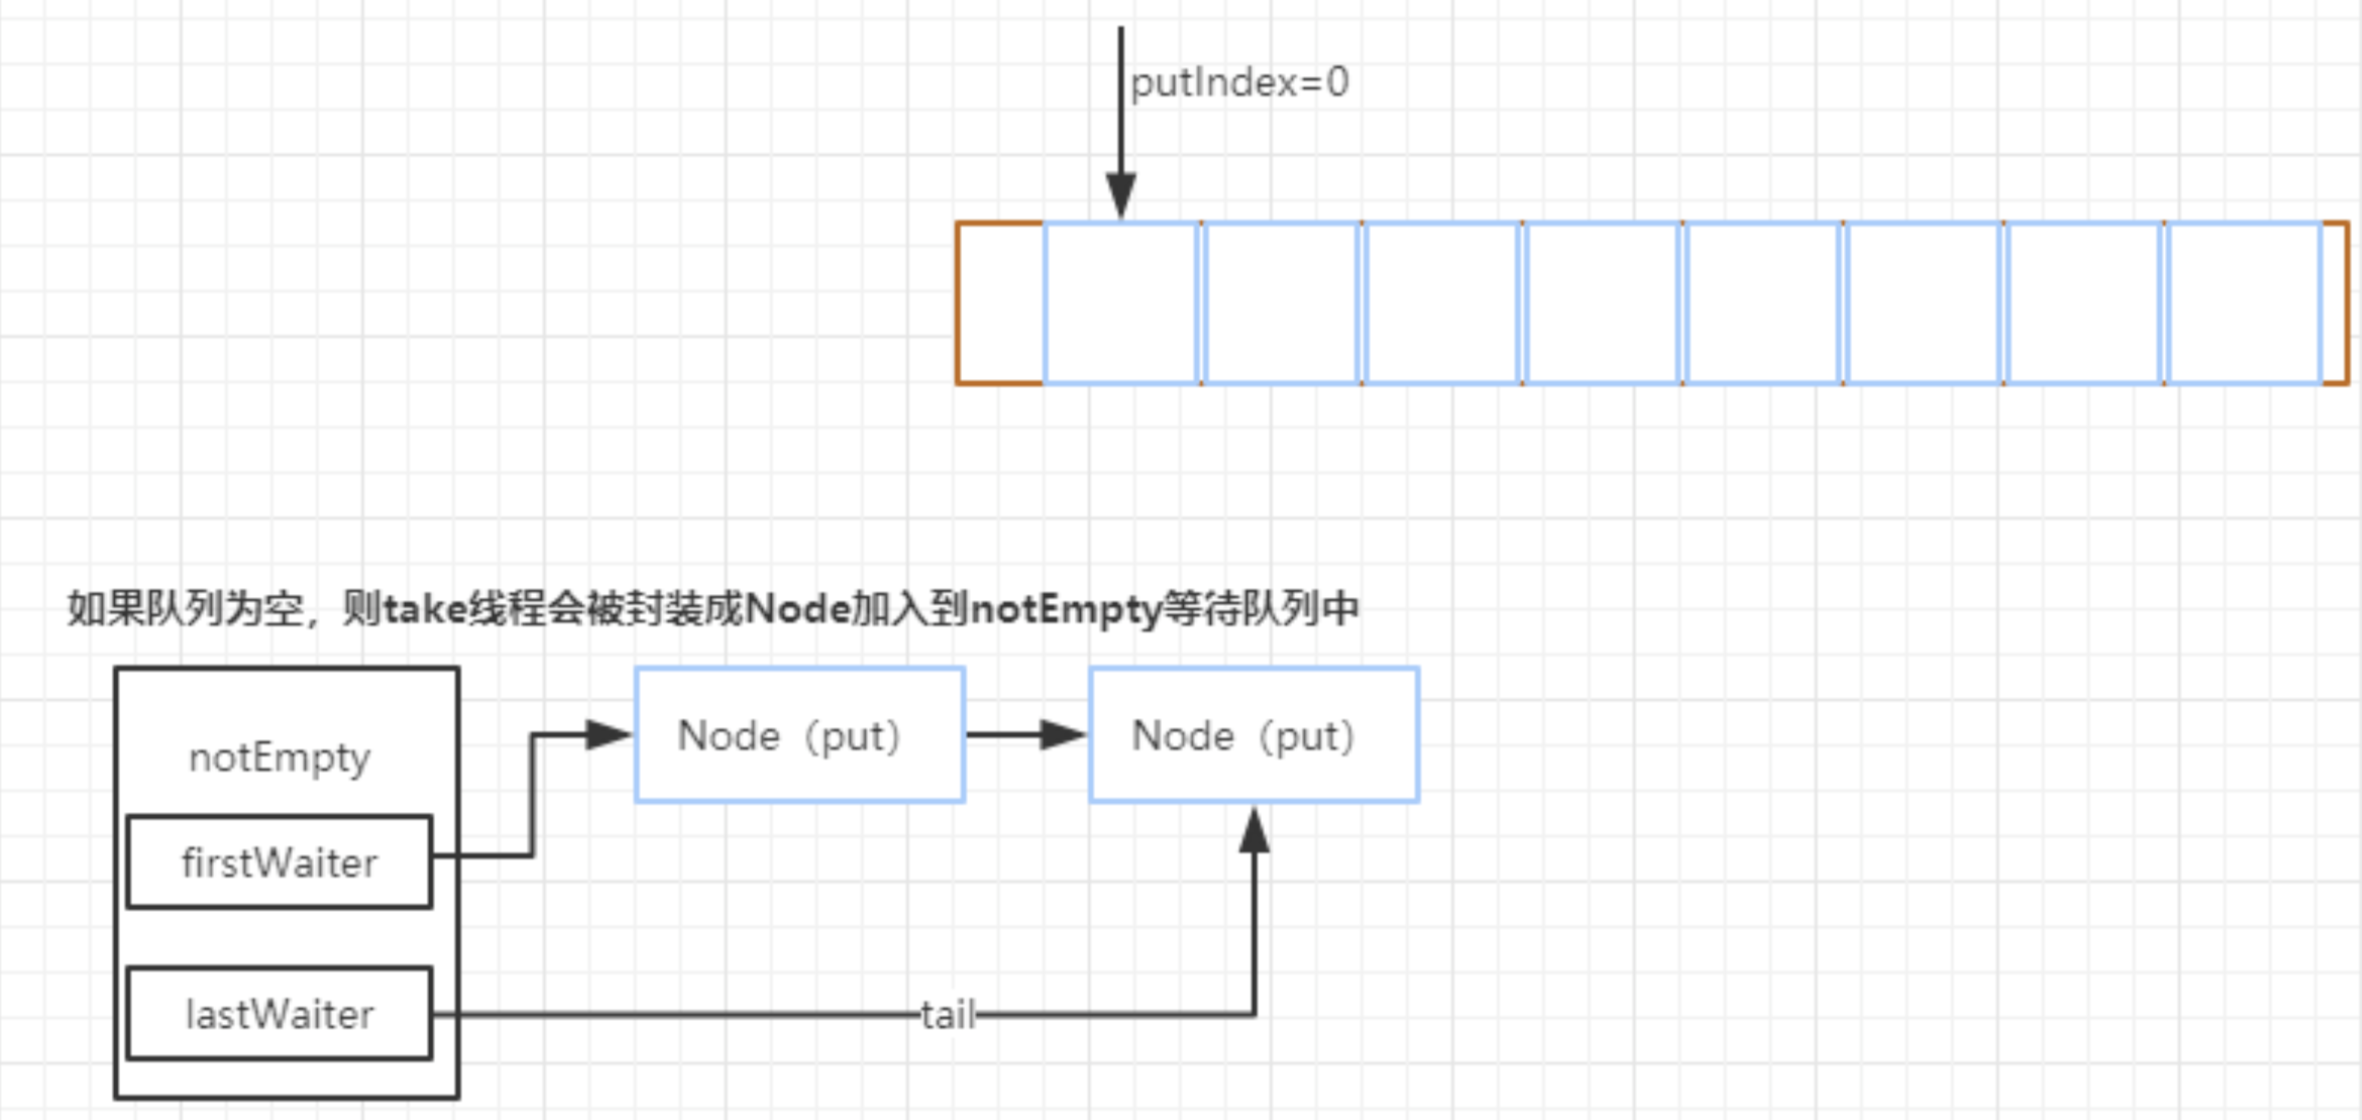 putIndex=0
如果队列为空，则take线程会被封装成Node加入到notEmpty等待队列中
notEmpty
Node（put）
Node（put）
firstWaiter
lastWaiter
tail